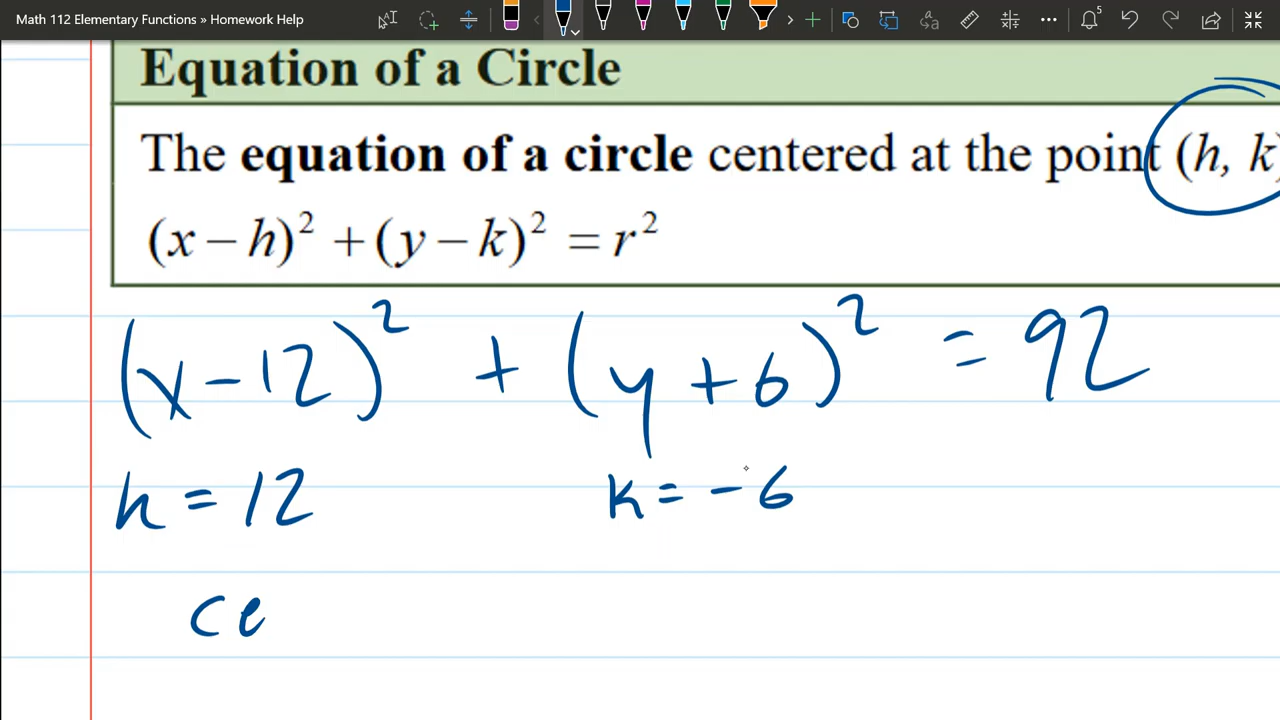 Math 112 Elementary Functions » Homework Help
5
Equation of a Circle
The equation of a circle centered at the point (h, k)
(x − h)² + (y − k)² = r²
(x − 12)² + (y + 6)² = 92
h = 12 k = −6
ce